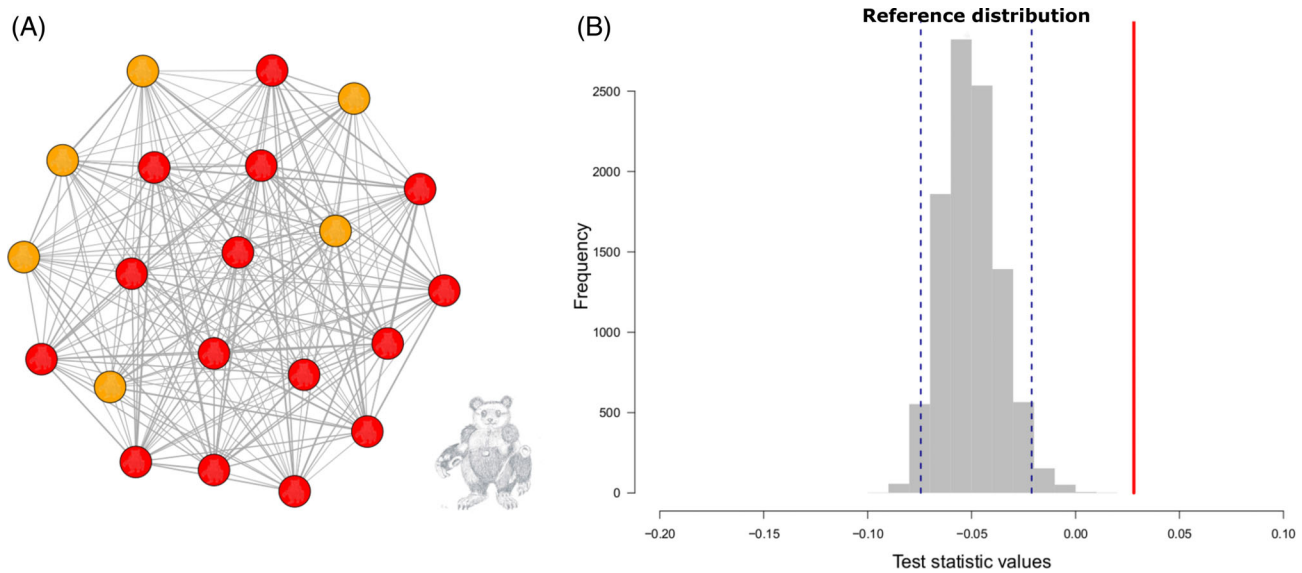 (A)
(B)
Reference distribution
Frequency
2500
2000
1500
1000
500
0
−0.20
−0.15
−0.10
−0.05
0.00
0.05
0.10
Test statistic values